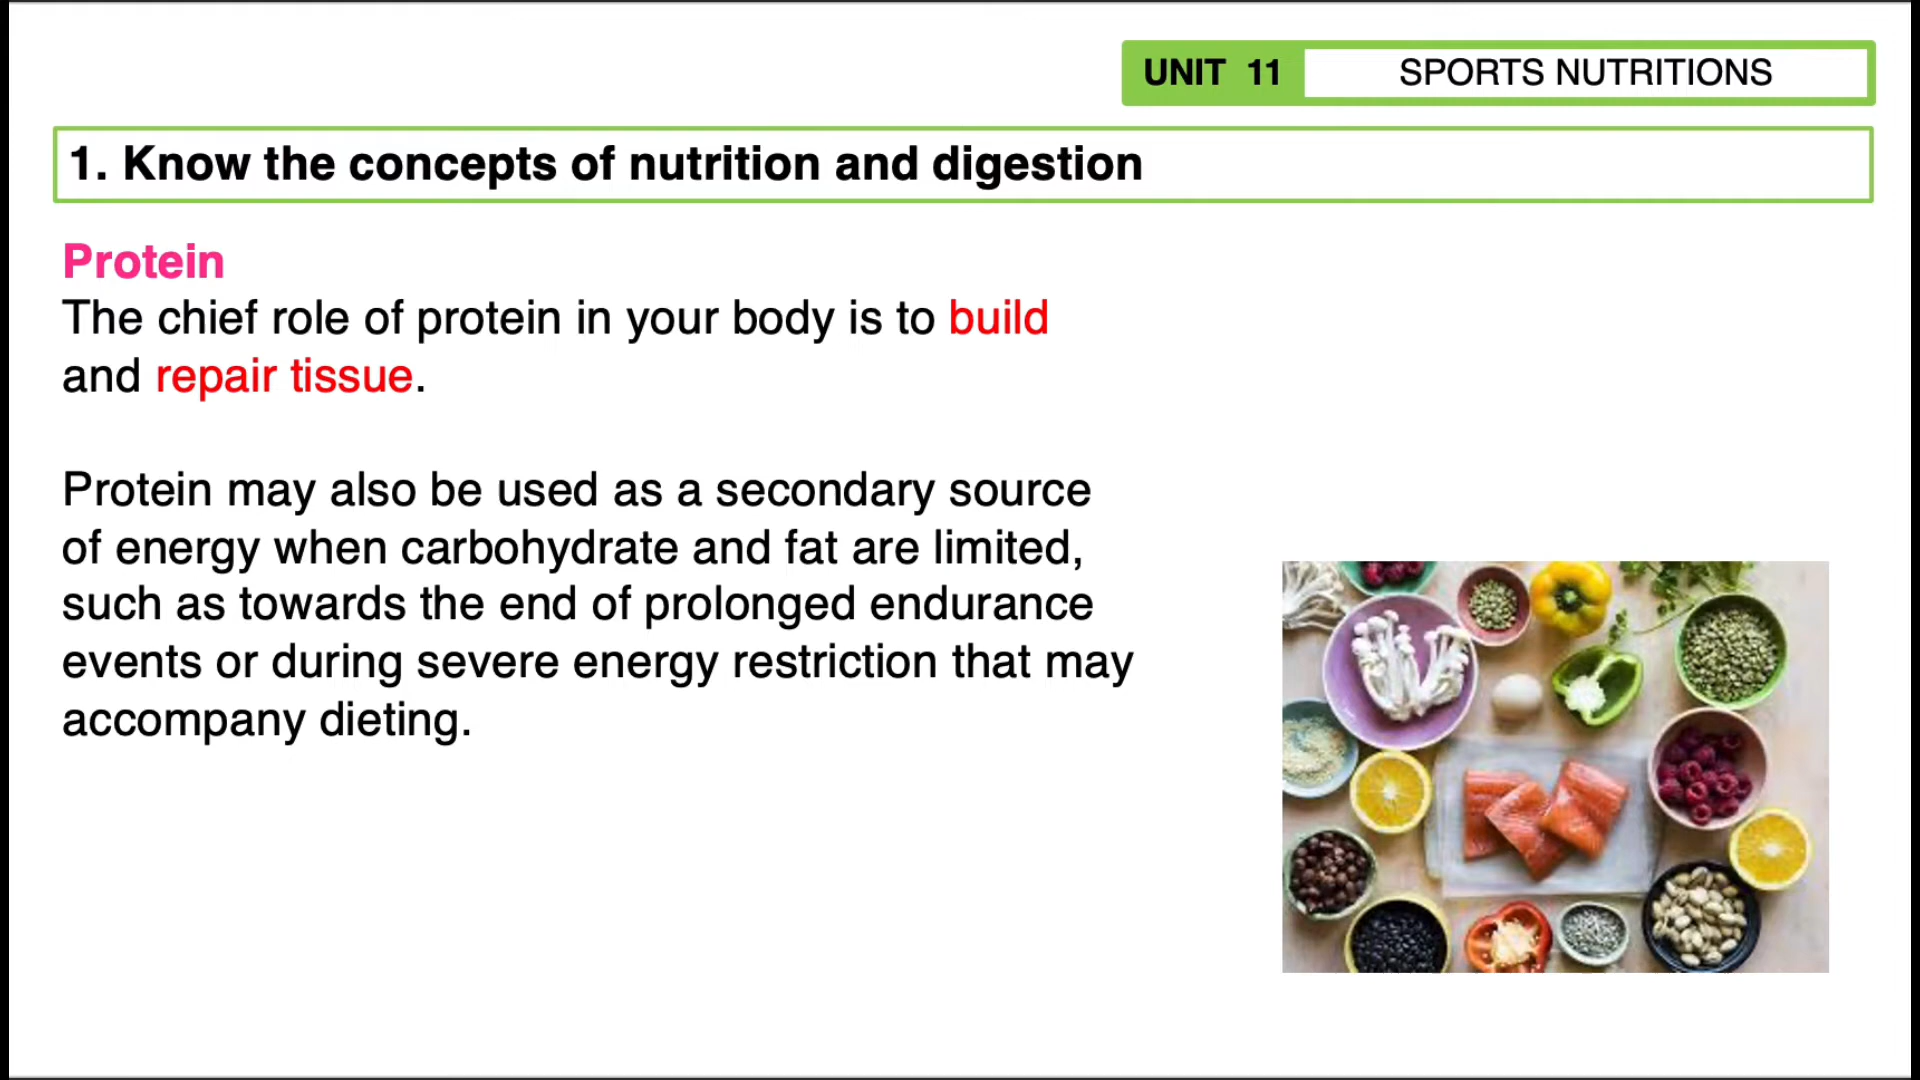 UNIT 11 SPORTS NUTRITIONS
1. Know the concepts of nutrition and digestion
Protein
The chief role of protein in your body is to build
and repair tissue.
Protein may also be used as a secondary source
of energy when carbohydrate and fat are limited,
such as towards the end of prolonged endurance
events or during severe energy restriction that may
accompany dieting.